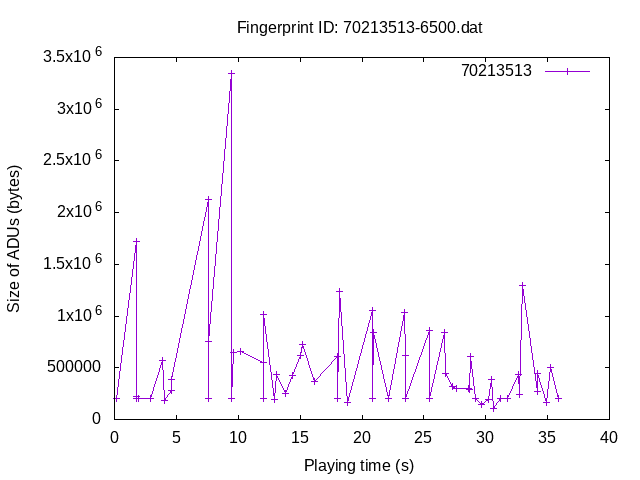 Fingerprint ID: 70213513-6500.dat
3.5x10 6
70213513
3x10 6
2.5x10 6
2x10 6
1.5x10 6
1x10 6
500000
0
0 5 10 15 20 25 30 35 40
Size of ADUs (bytes)
Playing time (s)